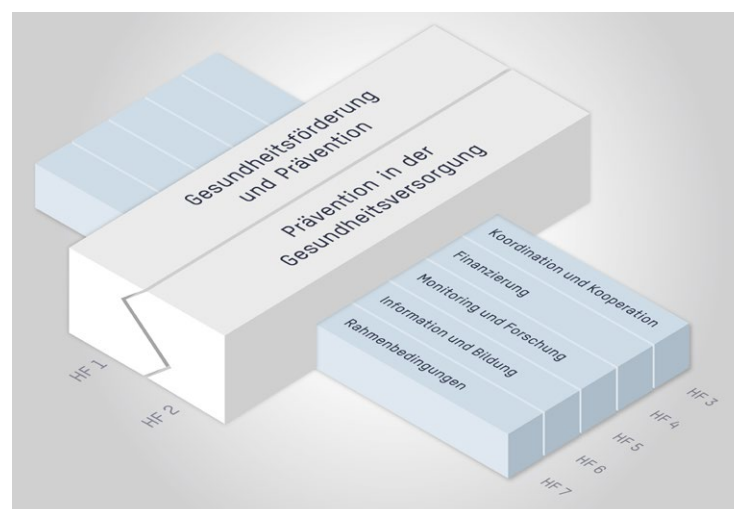 Gesundheitsförderung
und Prävention
Prävention in der
Gesundheitsversorgung
Koordination und Kooperation
Finanzierung
Monitoring und Forschung
Information und Bildung
Rahmenbedingungen
HF 1
HF 2
HF 3
HF 4
HF 5
HF 6
HF 7